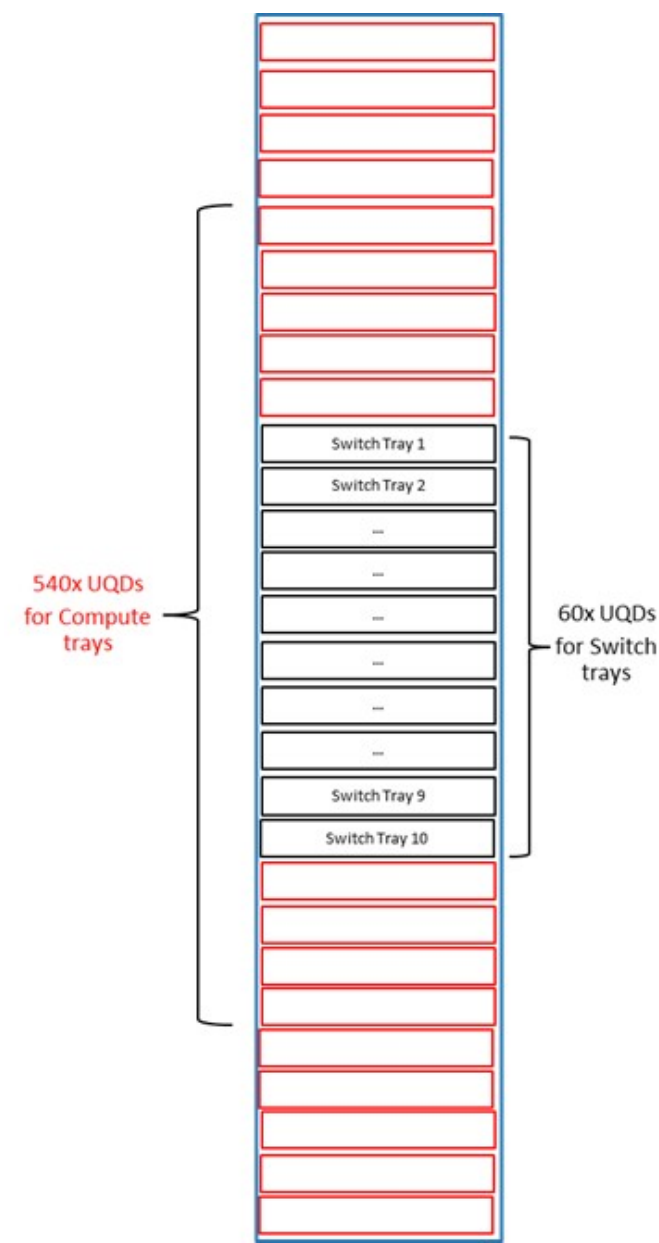 Switch Tray 1
Switch Tray 2
...
...
...
...
...
...
Switch Tray 9
Switch Tray 10
540x UQDs
for Compute
trays
60x UQDs
for Switch
trays